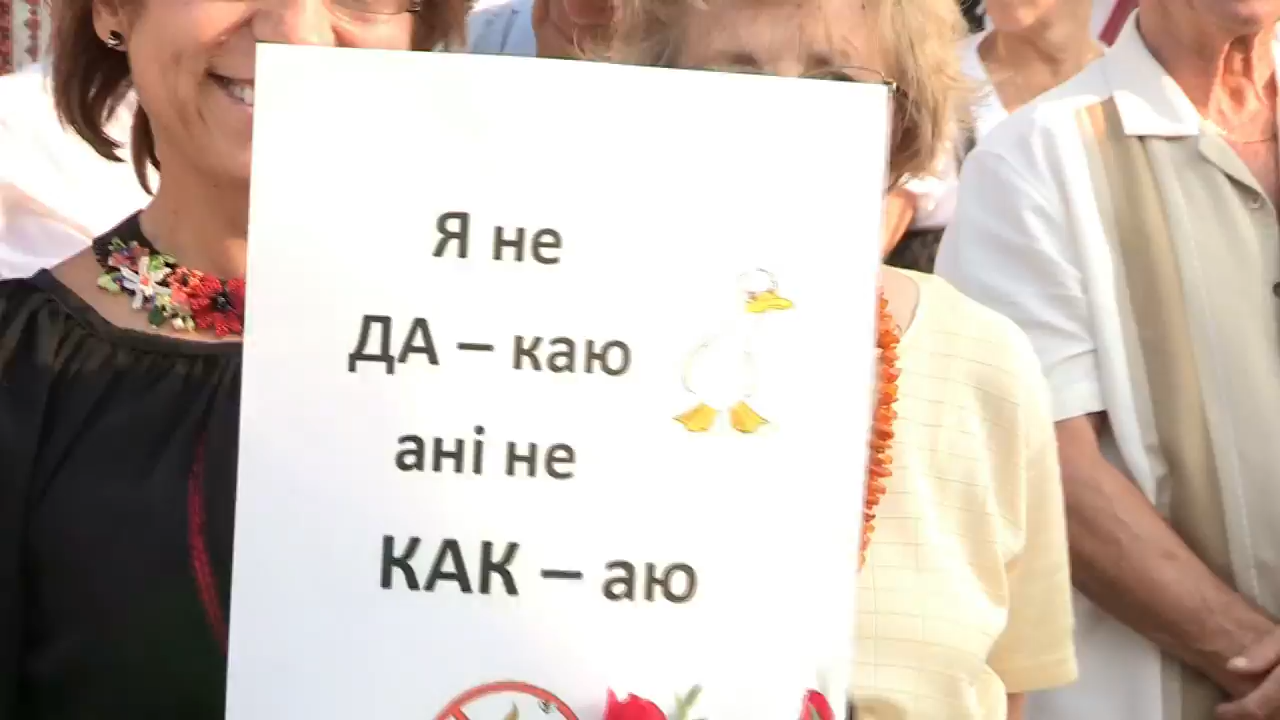 Я не
ДА – каю
ані не
КАК – аю